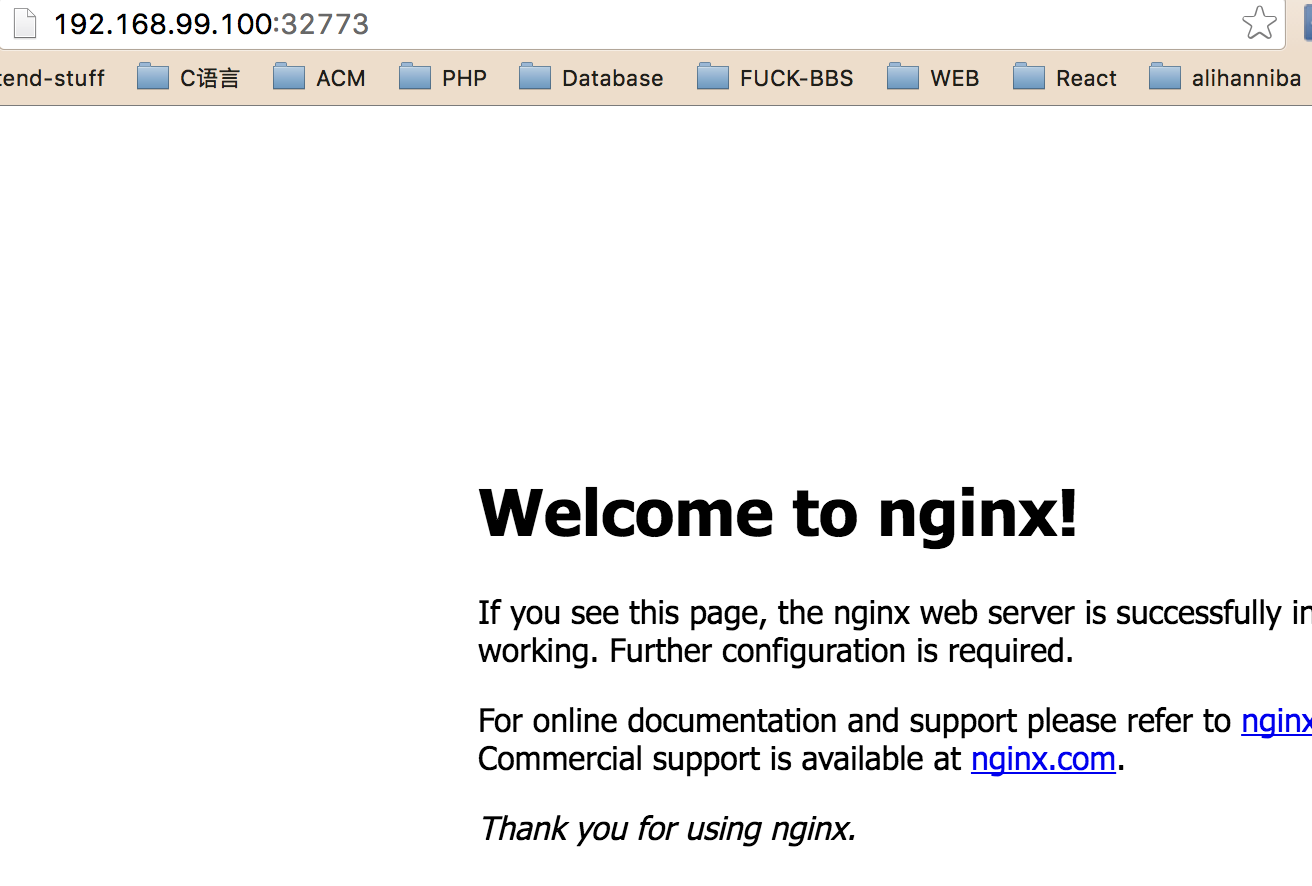 192.168.99.100:32773
tend-stuff C语言 ACM PHP Database FUCK-BBS WEB React alihanniba
Welcome to nginx!
If you see this page, the nginx web server is successfully in
working. Further configuration is required.
For online documentation and support please refer to nginx
Commercial support is available at nginx.com.
Thank you for using nginx.